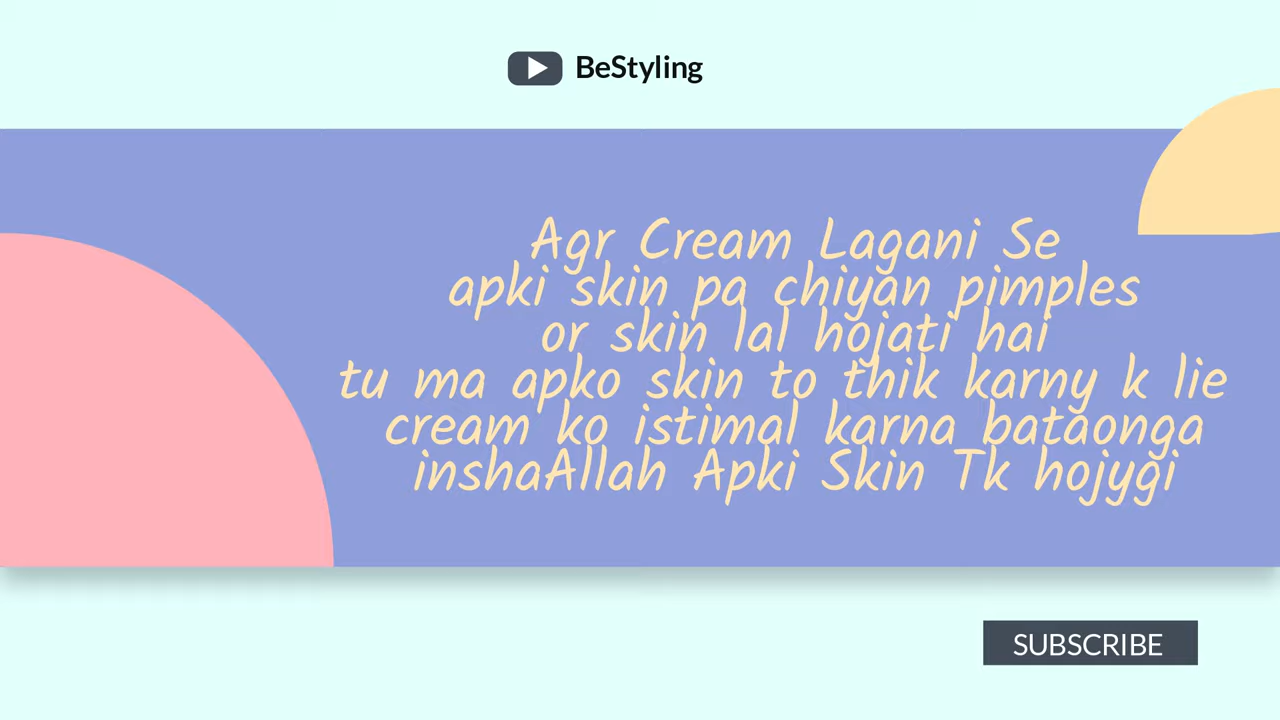 BeStyling
Agr Cream Lagani Se
apki skin pa chiyan pimples
or skin lal hojati hai
tu ma apko skin to thik karny k lie
cream ko istimal karna bataonga
inshaAllah Apki Skin Tk hojygi
SUBSCRIBE